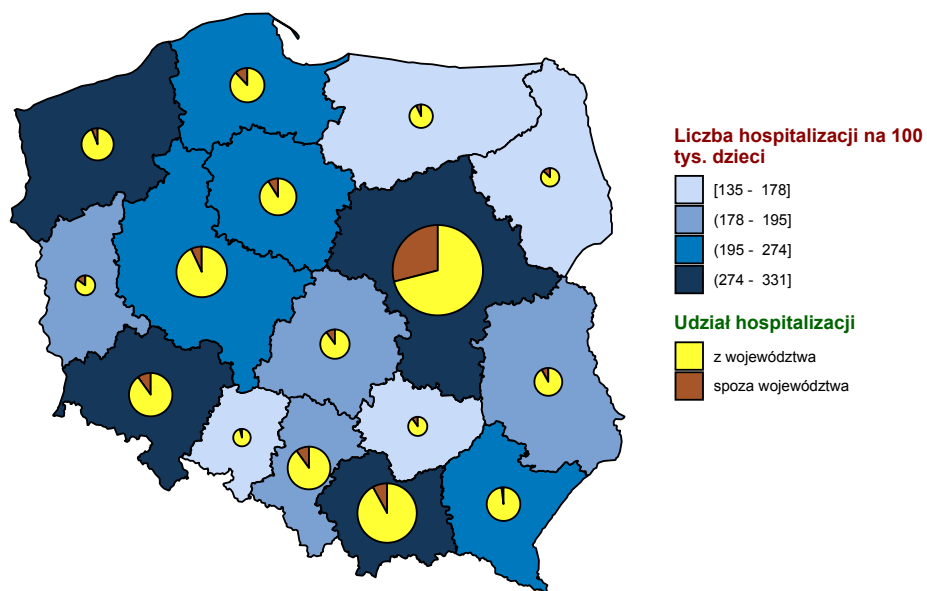 Liczba hospitalizacji na 100
tys. dzieci
[135 - 178]
(178 - 195]
(195 - 274]
(274 - 331]
Udział hospitalizacji
z województwa
spoza województwa